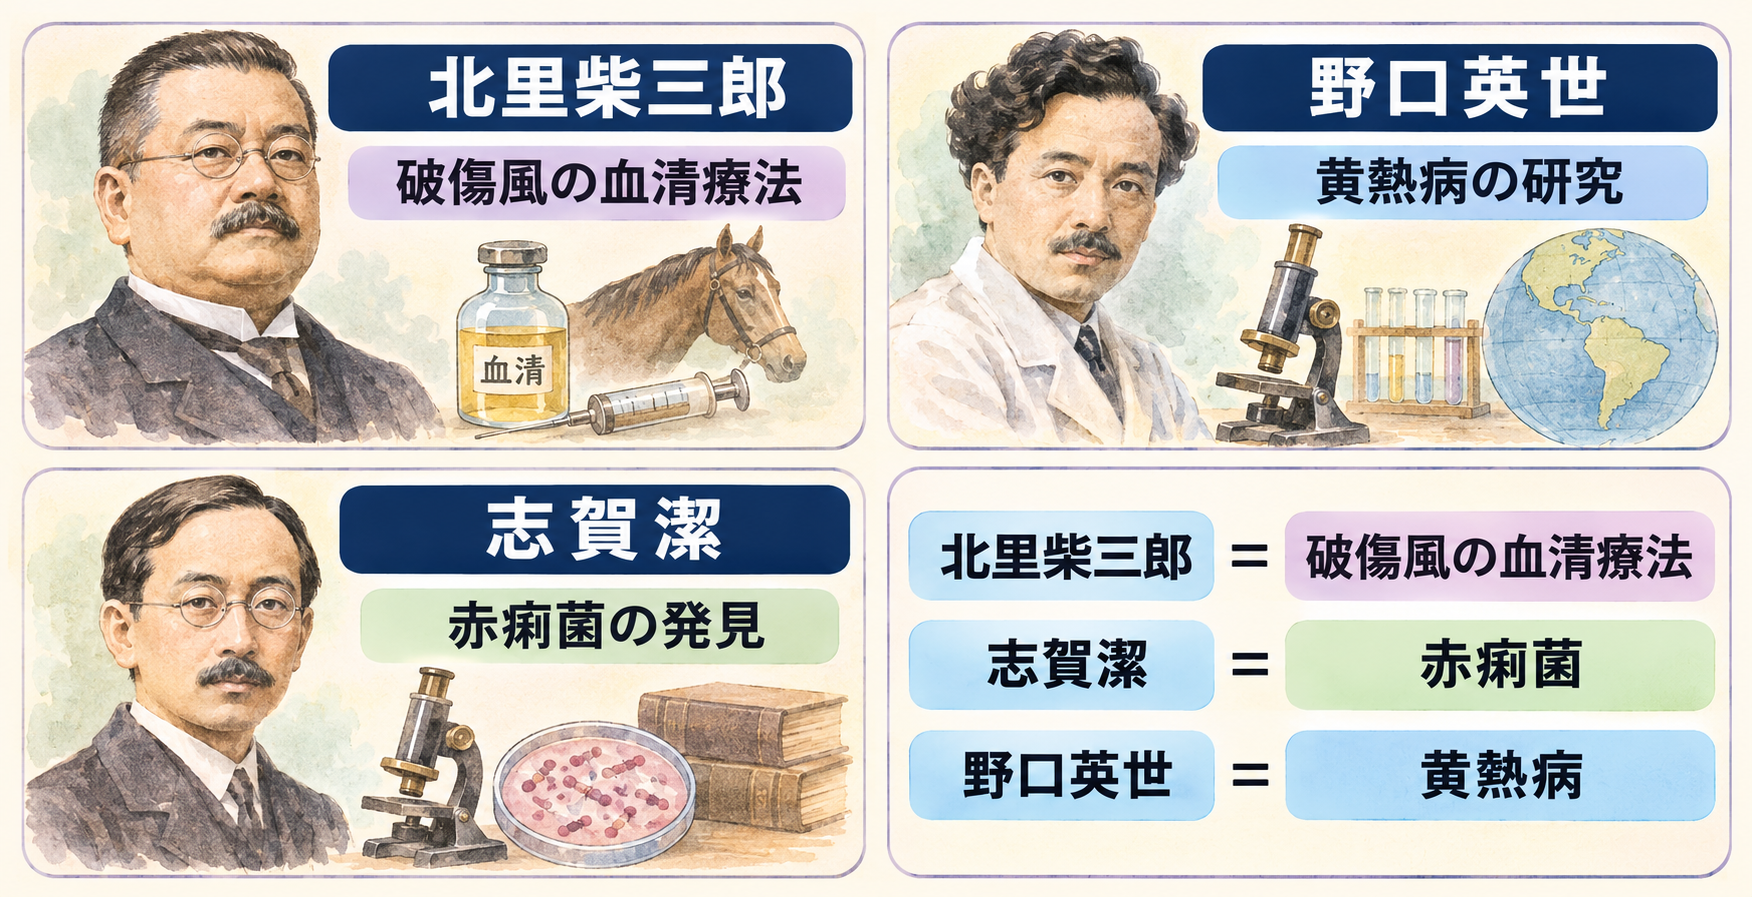 北里柴三郎
破傷風の血清療法
血清
野口英世
黄熱病の研究
志賀潔
赤痢菌の発見
北里柴三郎 = 破傷風の血清療法
志賀潔 = 赤痢菌
野口英世 = 黄熱病